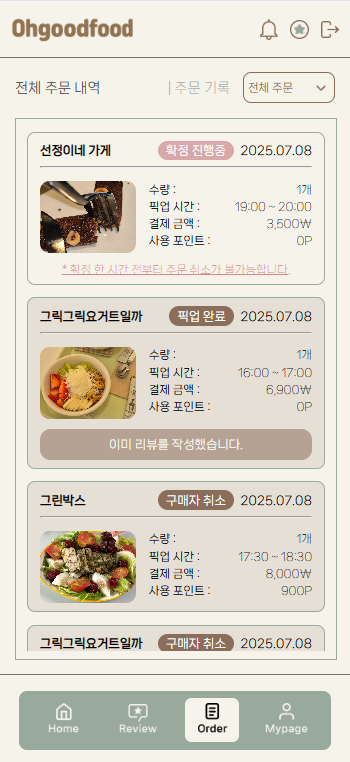 Ohgoodfood
전체 주문 내역 | 주문 기록 전체 주문
선정이네 가게 확정 진행중 2025.07.08
수량 : 1개
픽업 시간 : 19:00 ~ 20:00
결제 금액 : 3,500₩
사용 포인트 : 0P
* 확정 한 시간 전부터 주문 취소가 불가능합니다.
그릭그릭요거트일까 픽업 완료 2025.07.08
수량 : 1개
픽업 시간 : 16:00 ~ 17:00
결제 금액 : 6,900₩
사용 포인트 : 0P
이미 리뷰를 작성했습니다.
그린박스 구매자 취소 2025.07.08
수량 : 1개
픽업 시간 : 17:30 ~ 18:30
결제 금액 : 8,000₩
사용 포인트 : 900P
그릭그릭요거트일까 구매자 취소 2025.07.08
Home Review Order Mypage